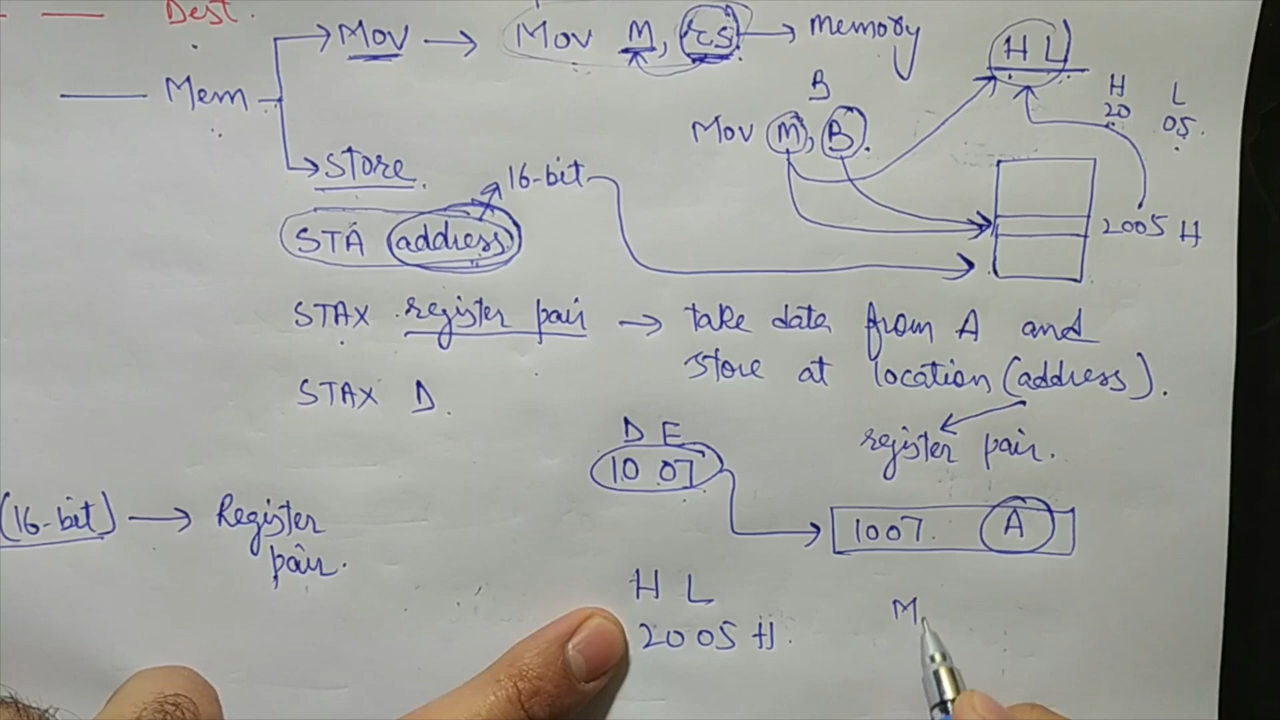 Dest.
Mov → Mov M, rs → memory
H L
Mem
B
H L
20 05.
Mov M, B.
store.
16-bit
STA address
2005 H
STAX register pair → take data from A and
store at location (address).
STAX D.
register pair.
D E
10 07
(16-bit) → Register
pair.
1007. A
H L
2005 H.
M